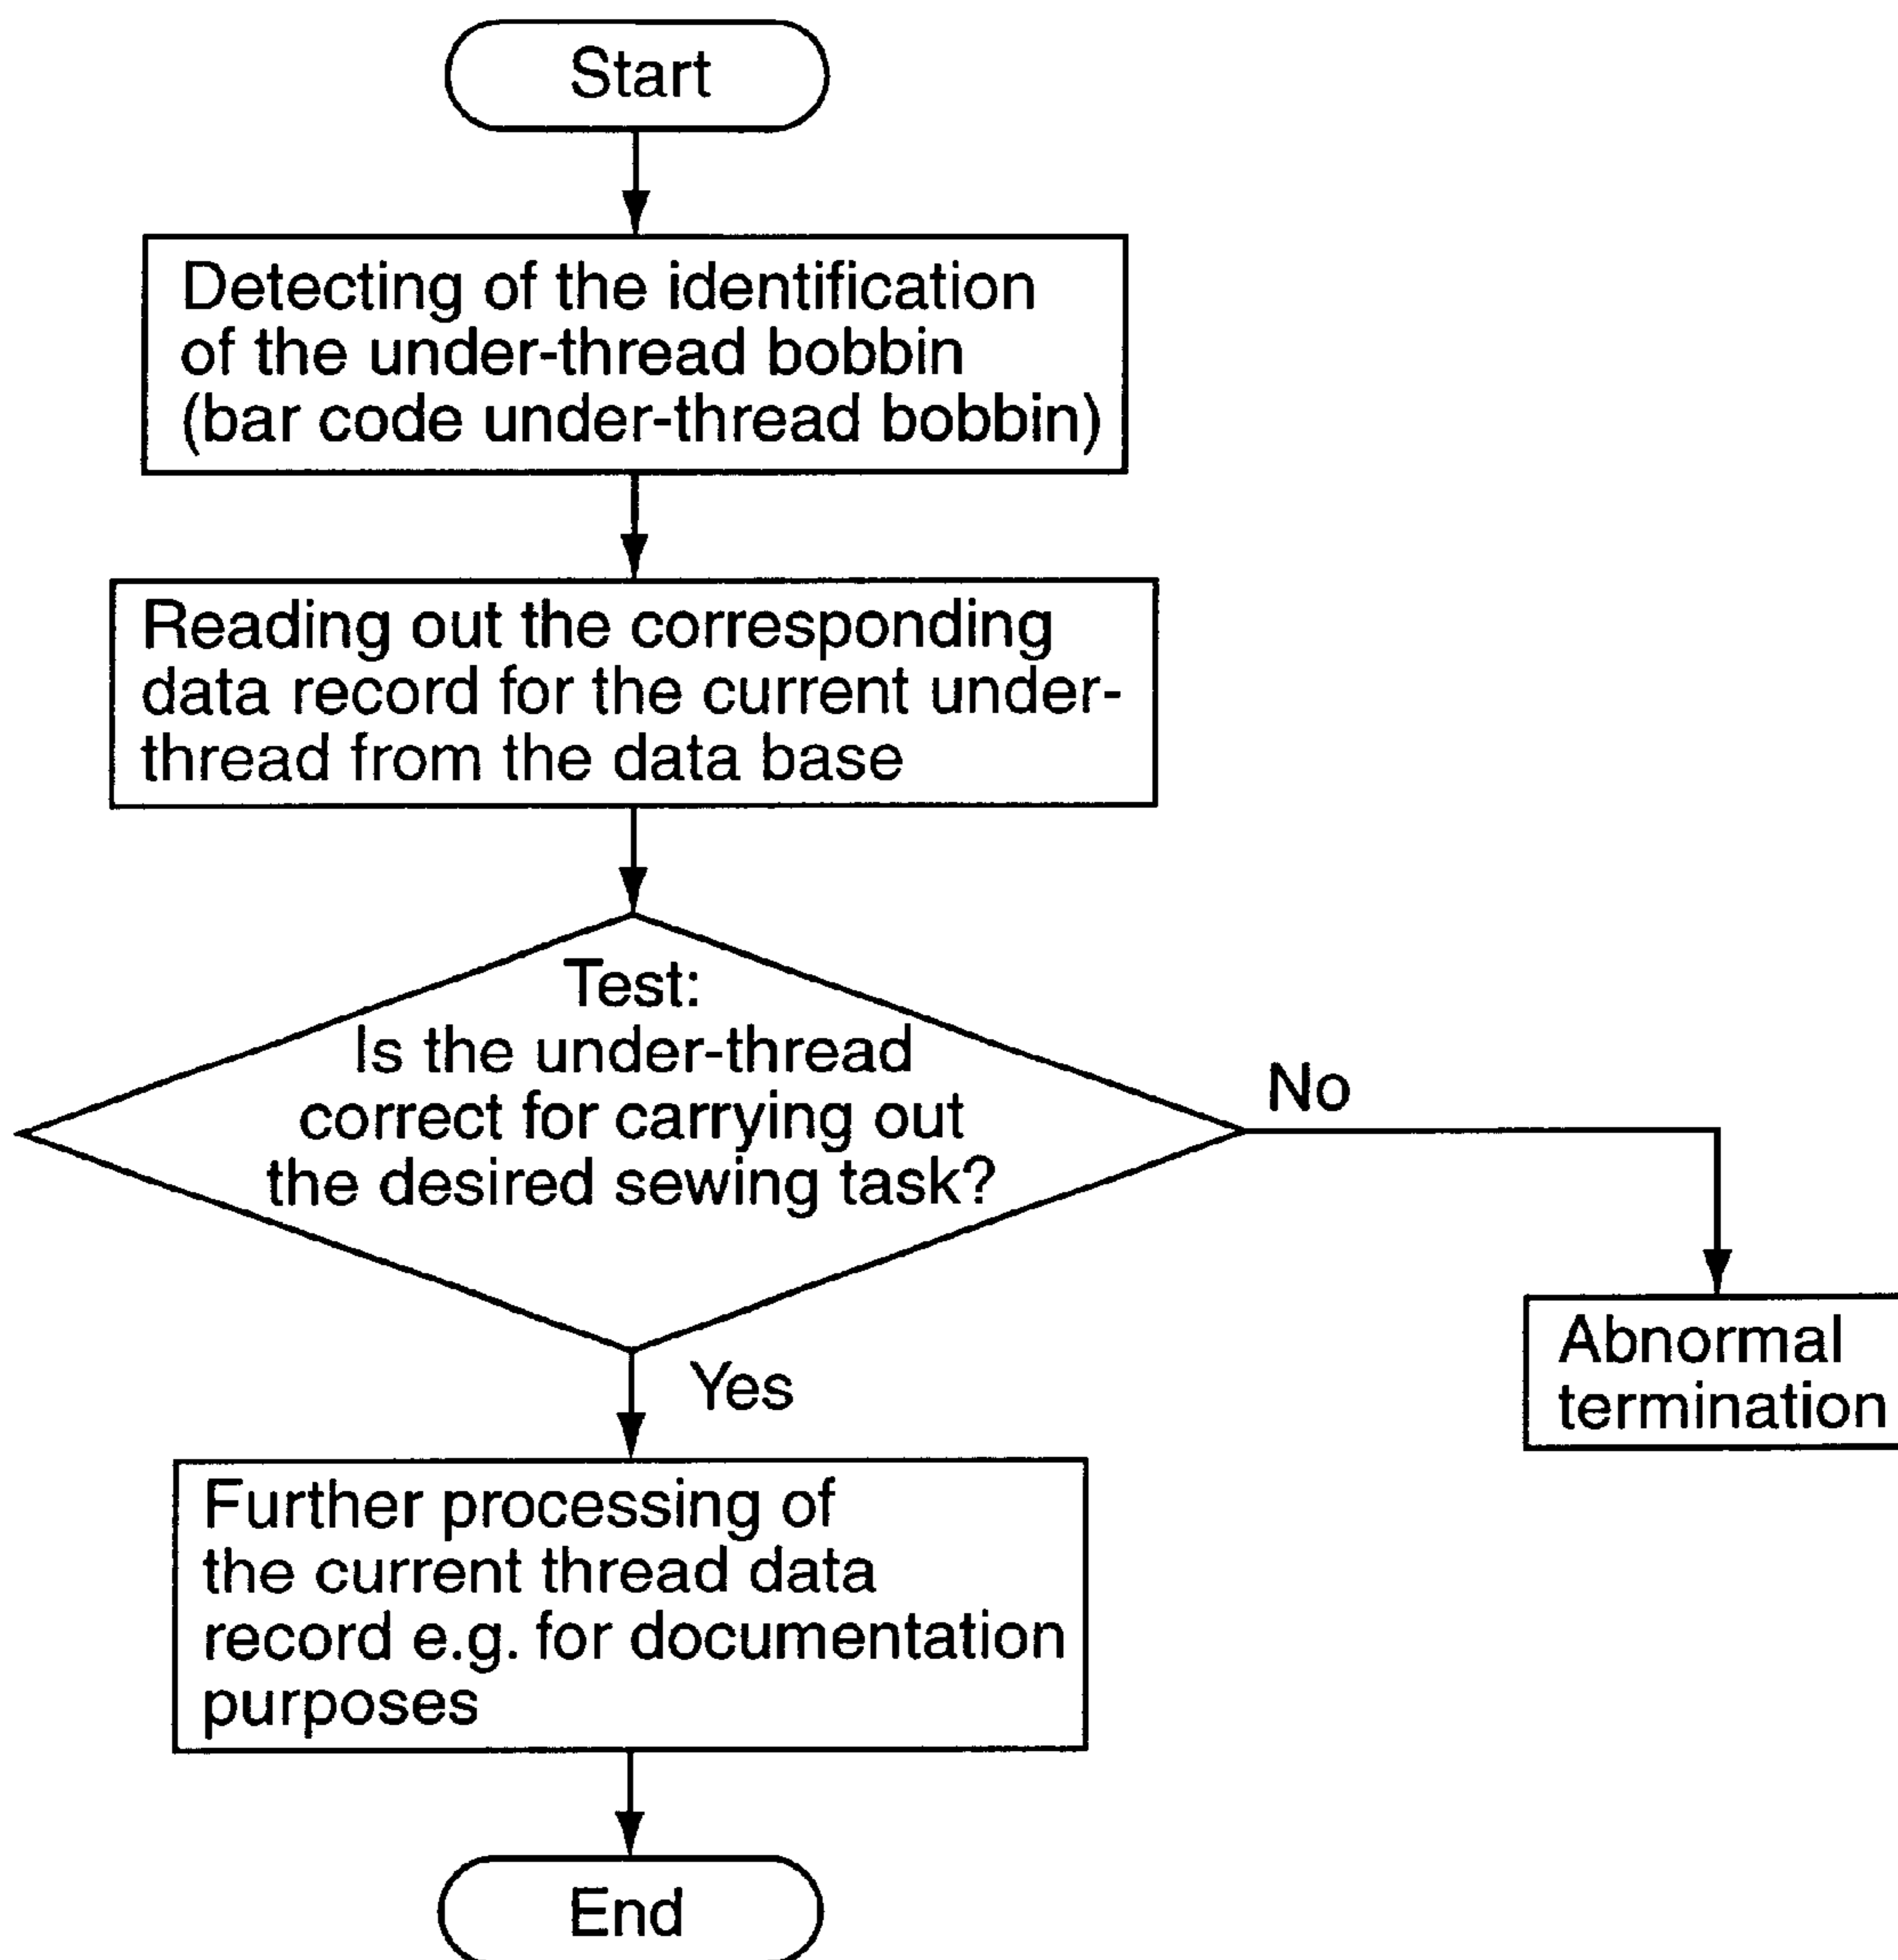 Start
Detecting of the identification
of the under-thread bobbin
(bar code under-thread bobbin)
Reading out the corresponding
data record for the current under-
thread from the data base
Test:
Is the under-thread
correct for carrying out
the desired sewing task?
No
Yes
Abnormal
termination
Further processing of
the current thread data
record e.g. for documentation
purposes
End